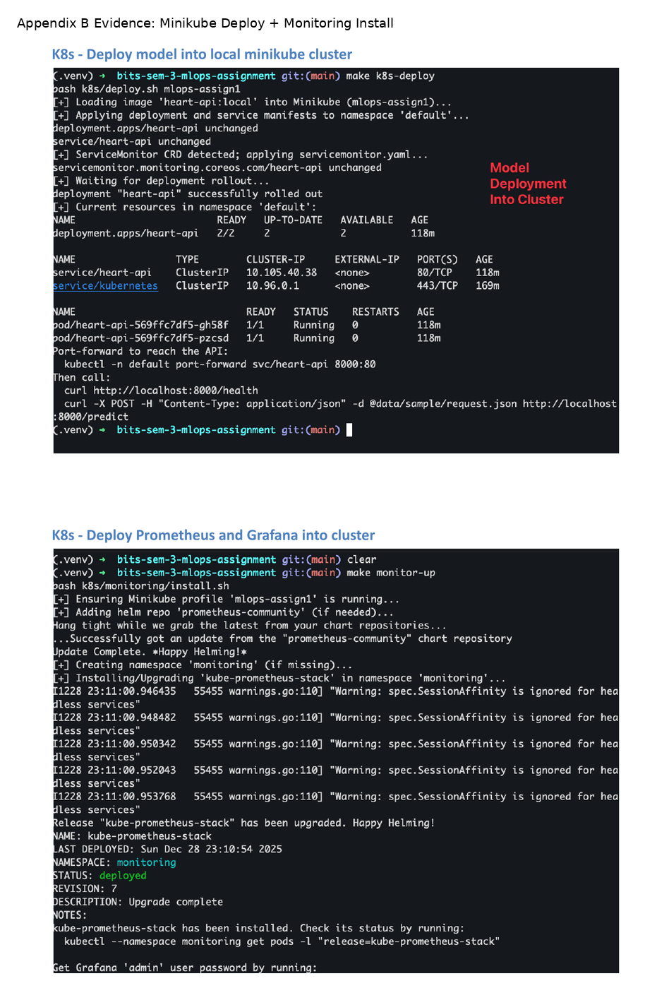 Appendix B Evidence: Minikube Deploy + Monitoring Install
K8s - Deploy model into local minikube cluster
(.venv) ➜  bits-sem-3-mlops-assignment git:(main) make k8s-deploy
bash k8s/deploy.sh mlops-assign1
[+] Loading image 'heart-api:local' into Minikube (mlops-assign1)...
[+] Applying deployment and service manifests to namespace 'default'...
deployment.apps/heart-api unchanged
service/heart-api unchanged
[+] ServiceMonitor CRD detected; applying servicemonitor.yaml...
servicemonitor.monitoring.coreos.com/heart-api unchanged
[+] Waiting for deployment rollout...
deployment "heart-api" successfully rolled out
[+] Current resources in namespace 'default':
Model
Deployment
Into Cluster
NAME                        READY   UP-TO-DATE   AVAILABLE   AGE
deployment.apps/heart-api   2/2     2            2           118m
NAME                 TYPE        CLUSTER-IP     EXTERNAL-IP   PORT(S)   AGE
service/heart-api    ClusterIP   10.105.40.38   <none>        80/TCP    118m
service/kubernetes   ClusterIP   10.96.0.1      <none>        443/TCP   169m
NAME                             READY   STATUS    RESTARTS   AGE
pod/heart-api-569ffc7df5-gh58f   1/1     Running   0          118m
pod/heart-api-569ffc7df5-pzcsd   1/1     Running   0          118m
Port-forward to reach the API:
  kubectl -n default port-forward svc/heart-api 8000:80
Then call:
  curl http://localhost:8000/health
  curl -X POST -H "Content-Type: application/json" -d @data/sample/request.json http://localhost
:8000/predict
(.venv) ➜  bits-sem-3-mlops-assignment git:(main)
K8s - Deploy Prometheus and Grafana into cluster
(.venv) ➜  bits-sem-3-mlops-assignment git:(main) clear
(.venv) ➜  bits-sem-3-mlops-assignment git:(main) make monitor-up
bash k8s/monitoring/install.sh
[+] Ensuring Minikube profile 'mlops-assign1' is running...
[+] Adding helm repo 'prometheus-community' (if needed)...
Hang tight while we grab the latest from your chart repositories...
...Successfully got an update from the "prometheus-community" chart repository
Update Complete. ⎈Happy Helming!⎈
[+] Creating namespace 'monitoring' (if missing)...
[+] Installing/Upgrading 'kube-prometheus-stack' in namespace 'monitoring'...
I1228 23:11:00.946435   55455 warnings.go:110] "Warning: spec.SessionAffinity is ignored for hea
dless services"
I1228 23:11:00.948482   55455 warnings.go:110] "Warning: spec.SessionAffinity is ignored for hea
dless services"
I1228 23:11:00.950342   55455 warnings.go:110] "Warning: spec.SessionAffinity is ignored for hea
dless services"
I1228 23:11:00.952043   55455 warnings.go:110] "Warning: spec.SessionAffinity is ignored for hea
dless services"
I1228 23:11:00.953768   55455 warnings.go:110] "Warning: spec.SessionAffinity is ignored for hea
dless services"
Release "kube-prometheus-stack" has been upgraded. Happy Helming!
NAME: kube-prometheus-stack
LAST DEPLOYED: Sun Dec 28 23:10:54 2025
NAMESPACE: monitoring
STATUS: deployed
REVISION: 7
DESCRIPTION: Upgrade complete
NOTES:
kube-prometheus-stack has been installed. Check its status by running:
  kubectl --namespace monitoring get pods -l "release=kube-prometheus-stack"
Get Grafana 'admin' user password by running: